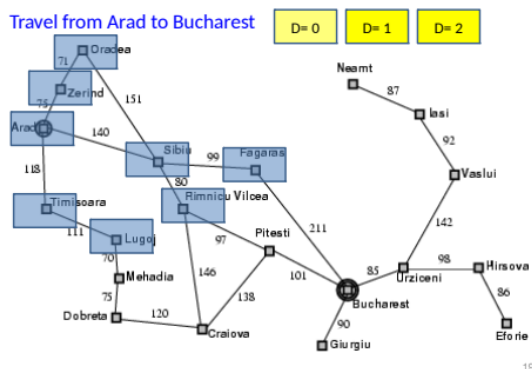 Travel from Arad to Bucharest
D= 0
D= 1
D= 2
Oradea
71
Neamt
87
Zerind
75
151
Iasi
Arad
140
92
Sibiu
99
Fagaras
118
80
Vaslui
Timisoara
Rimnicu Vilcea
111
211
142
Lugoj
97
Pitesti
70
98
Hirsova
Mehadia
146
101
85
Urziceni
86
75
138
Bucharest
Dobreta
120
90
Craiova
Giurgiu
Eforie